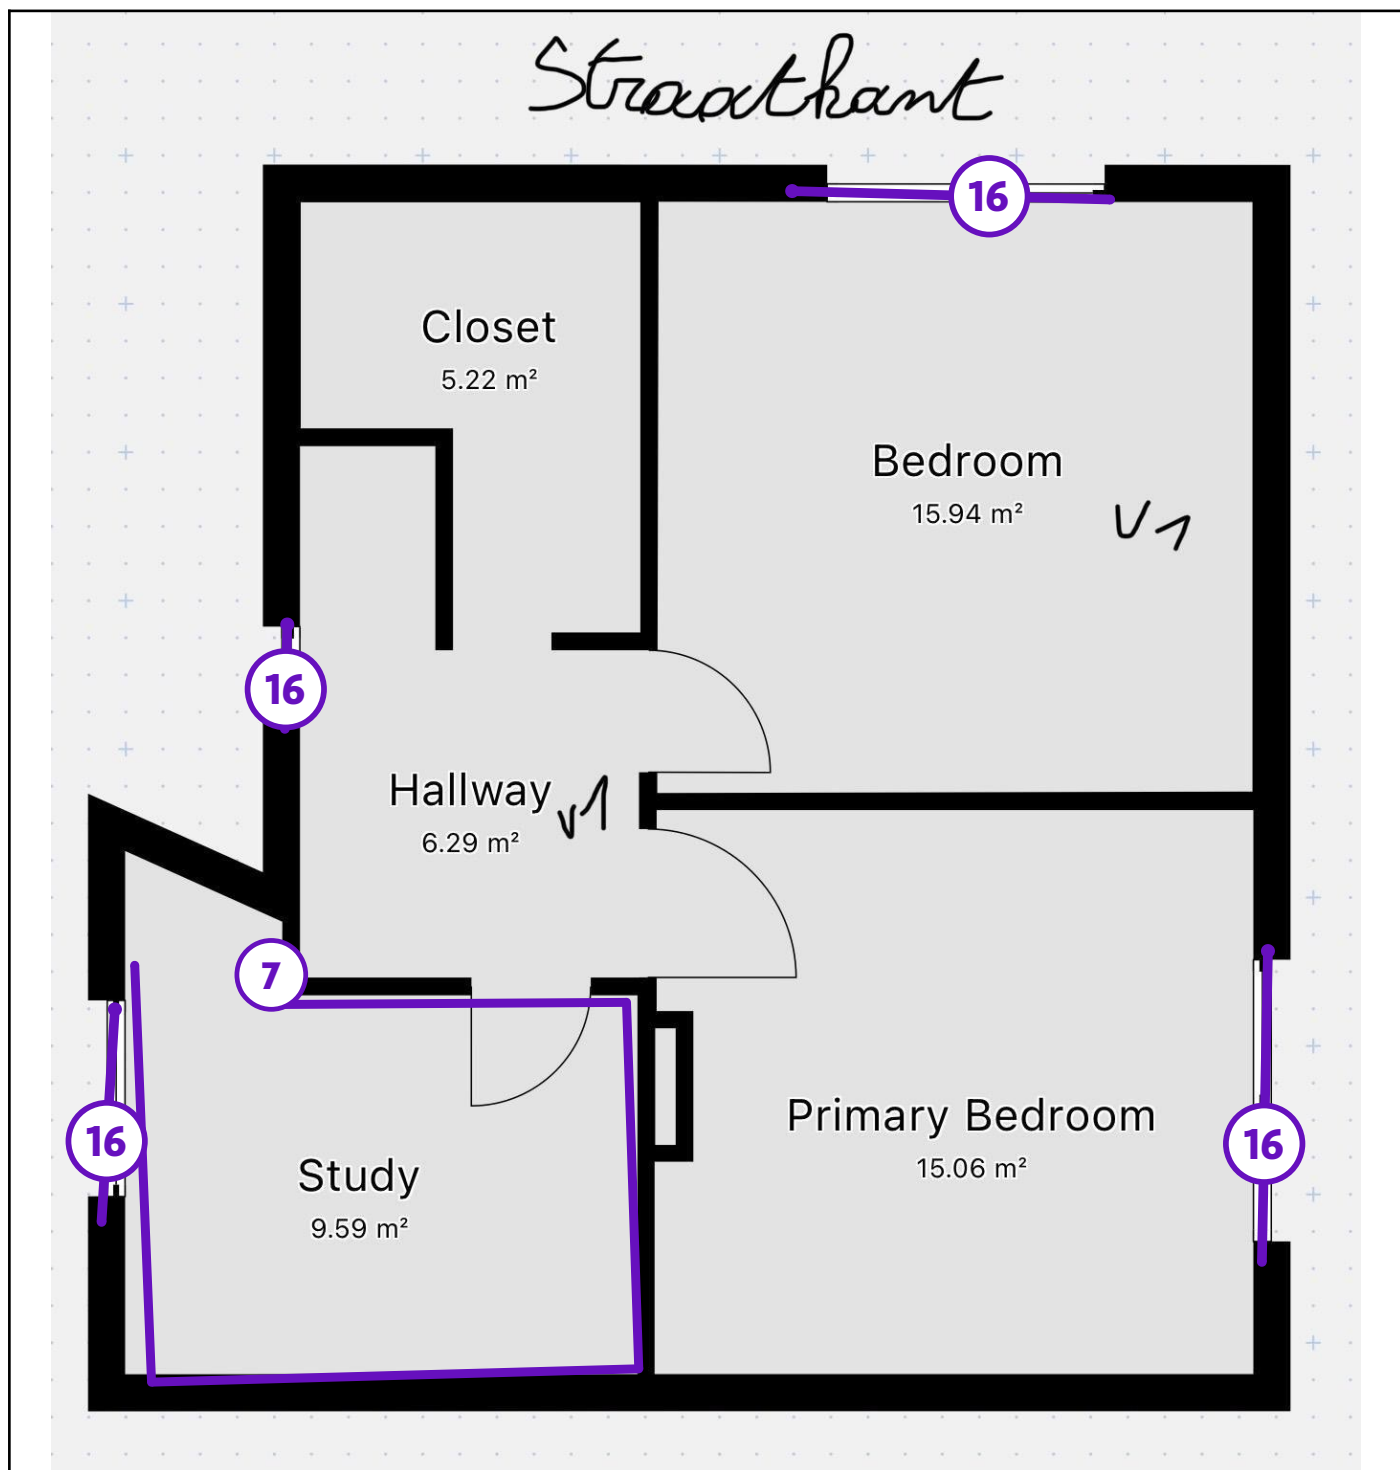 Straatkant
16
Closet
5.22 m²
Bedroom
15.94 m²
V1
16
Hallway v1
6.29 m²
7
16
Study
9.59 m²
Primary Bedroom
15.06 m²
16